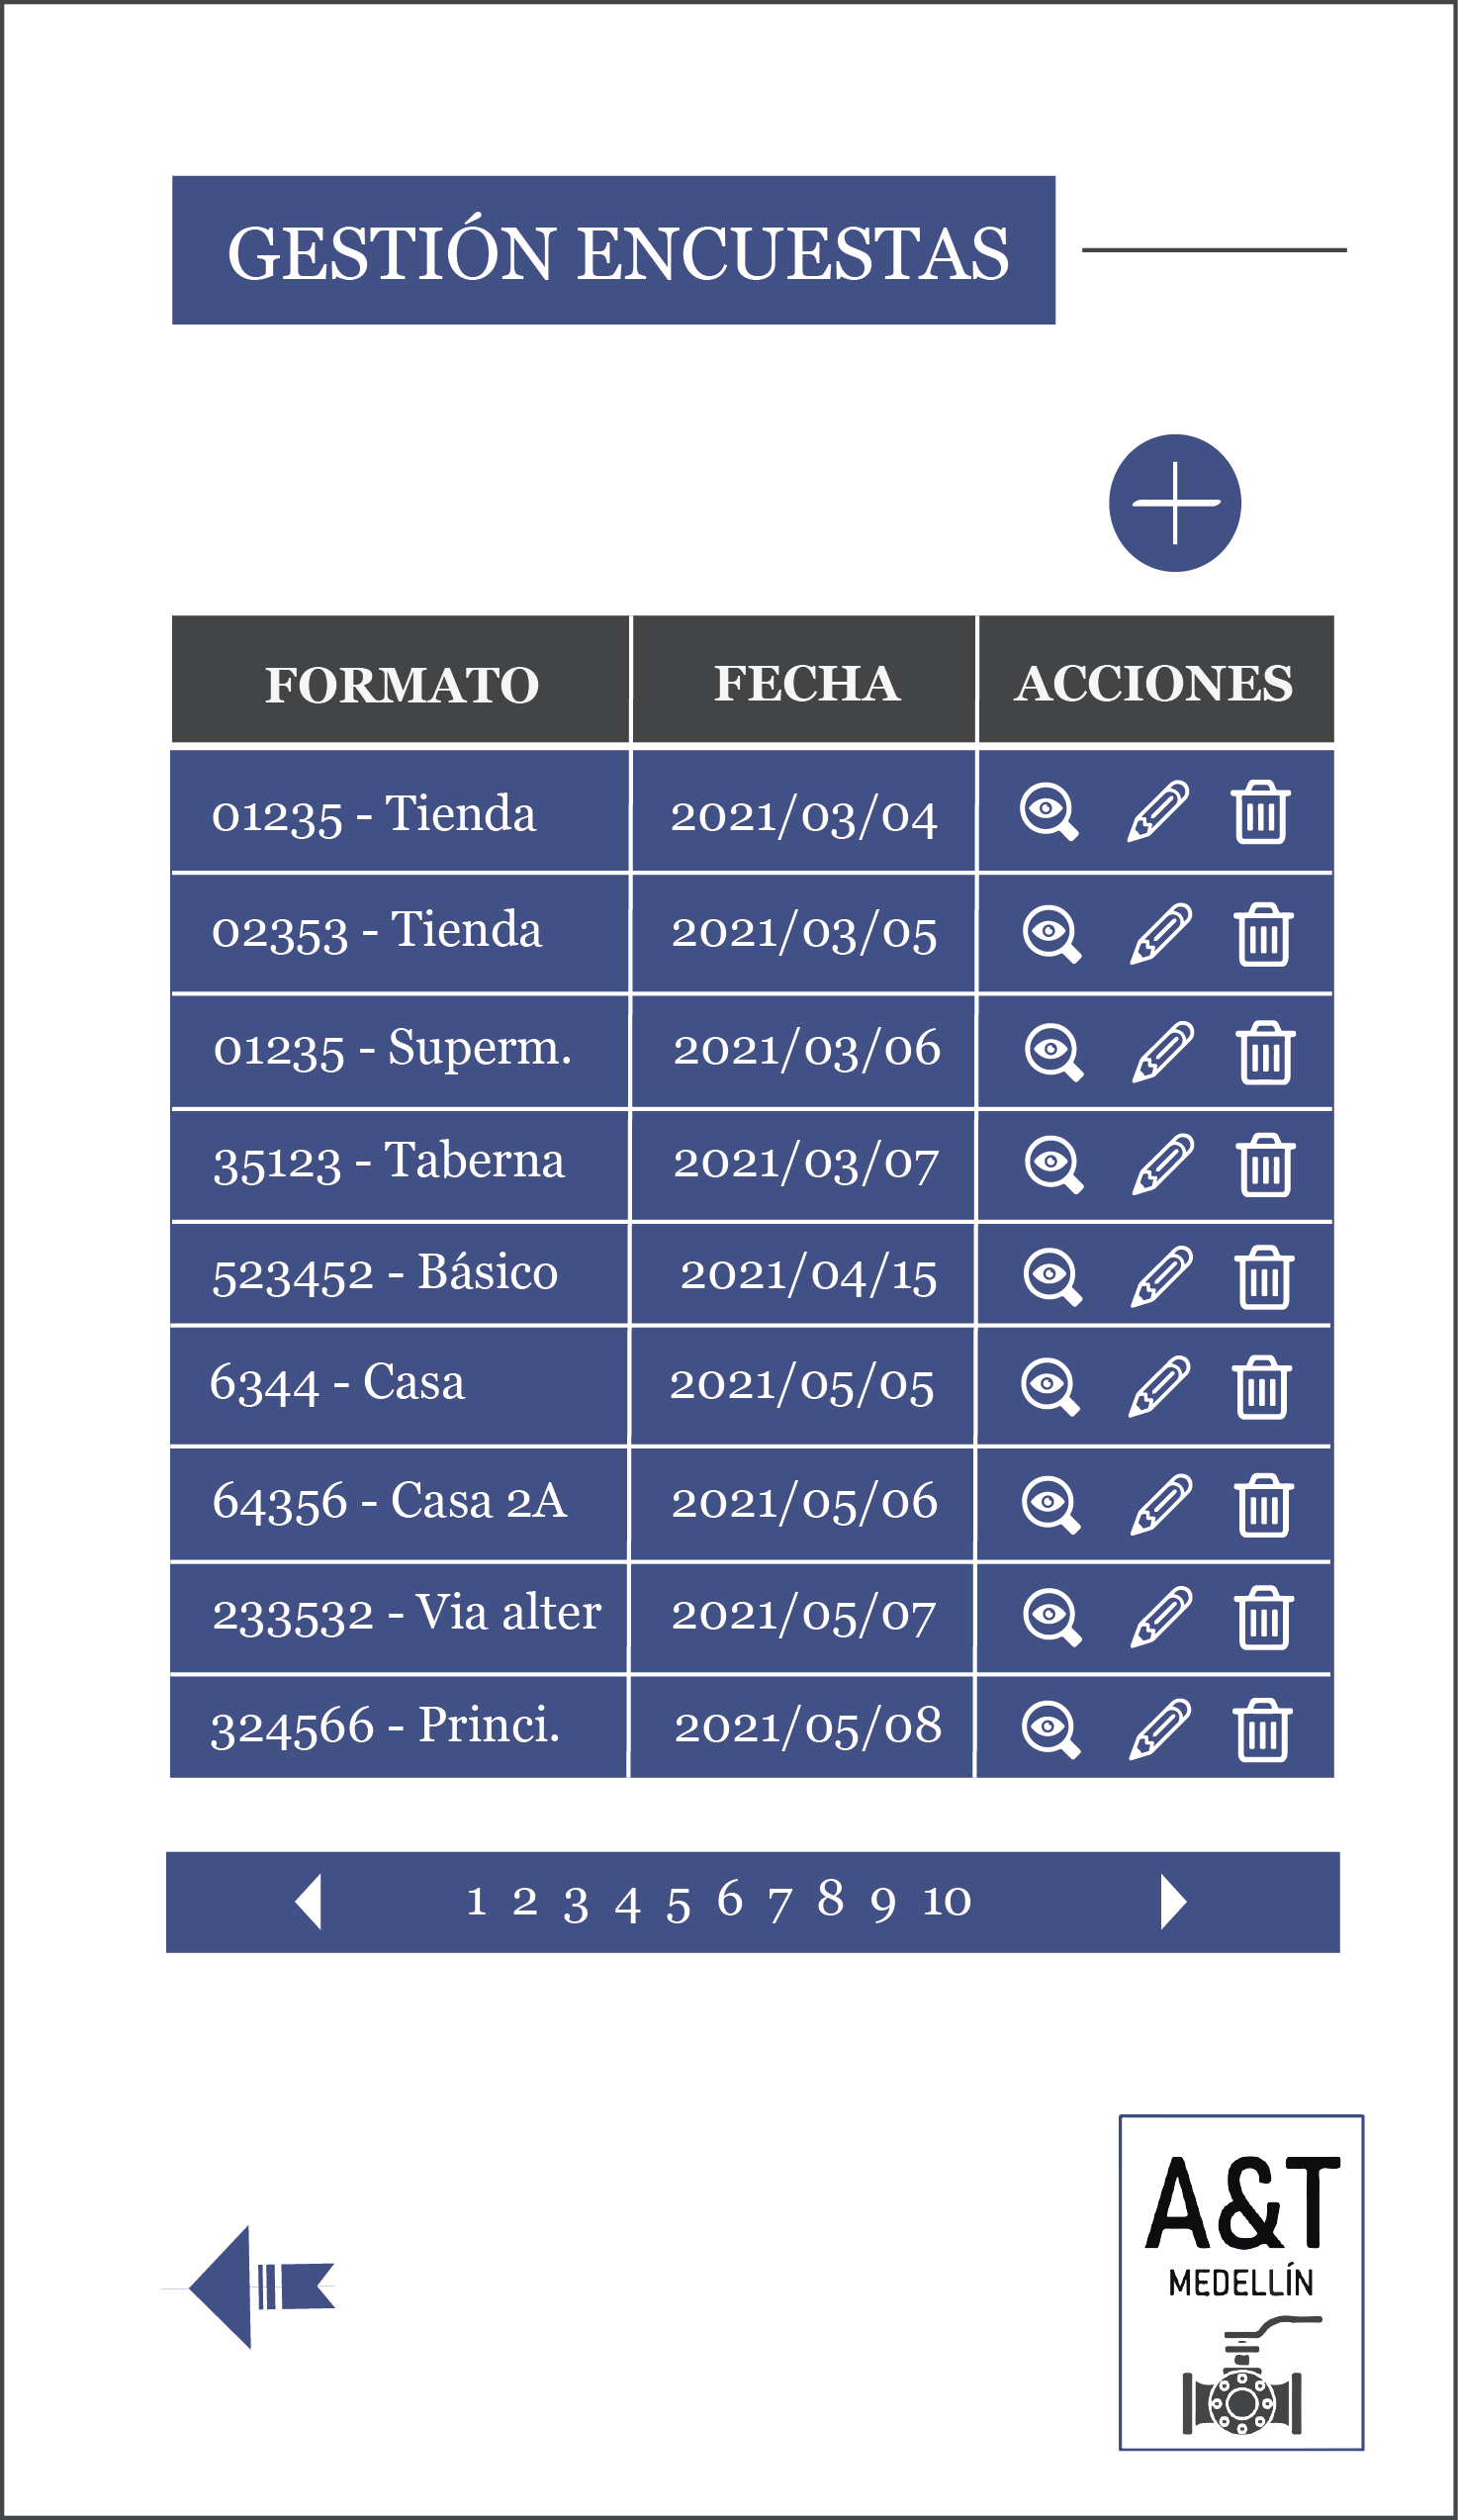 GESTIÓN ENCUESTAS
FORMATO FECHA ACCIONES
01235 - Tienda 2021/03/04
02353 - Tienda 2021/03/05
01235 - Superm. 2021/03/06
35123 - Taberna 2021/03/07
523452 - Básico 2021/04/15
6344 - Casa 2021/05/05
64356 - Casa 2A 2021/05/06
233532 - Via alter 2021/05/07
324566 - Princi. 2021/05/08
1 2 3 4 5 6 7 8 9 10
A&T
MEDELLÍN